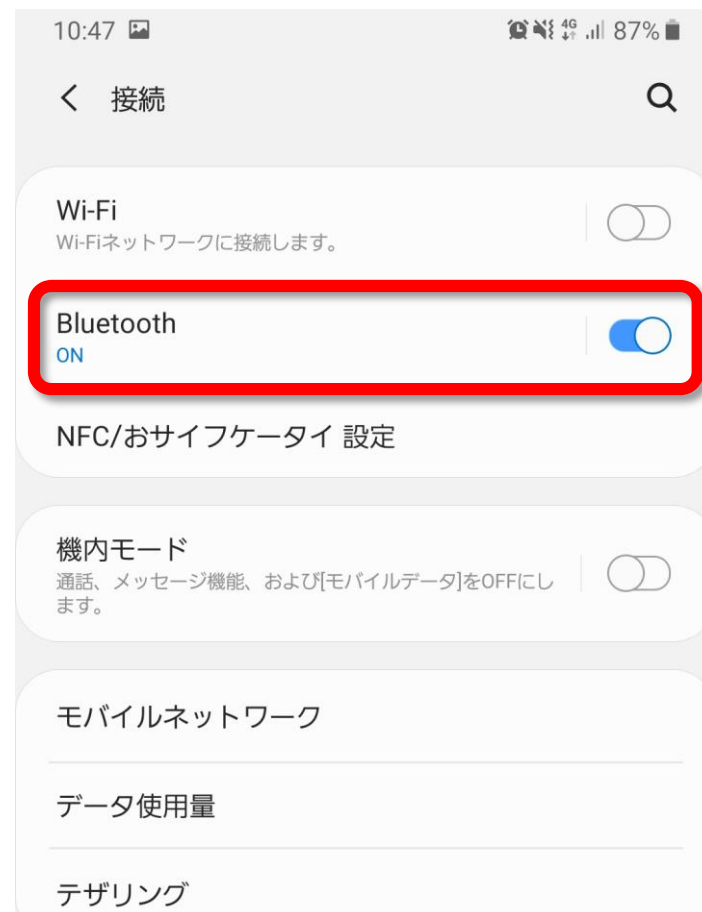 10:47
4G 87%
接続
Wi-Fi
Wi-Fiネットワークに接続します。
Bluetooth
ON
NFC/おサイフケータイ 設定
機内モード
通話、メッセージ機能、および[モバイルデータ]をOFFにし
ます。
モバイルネットワーク
データ使用量
テザリング